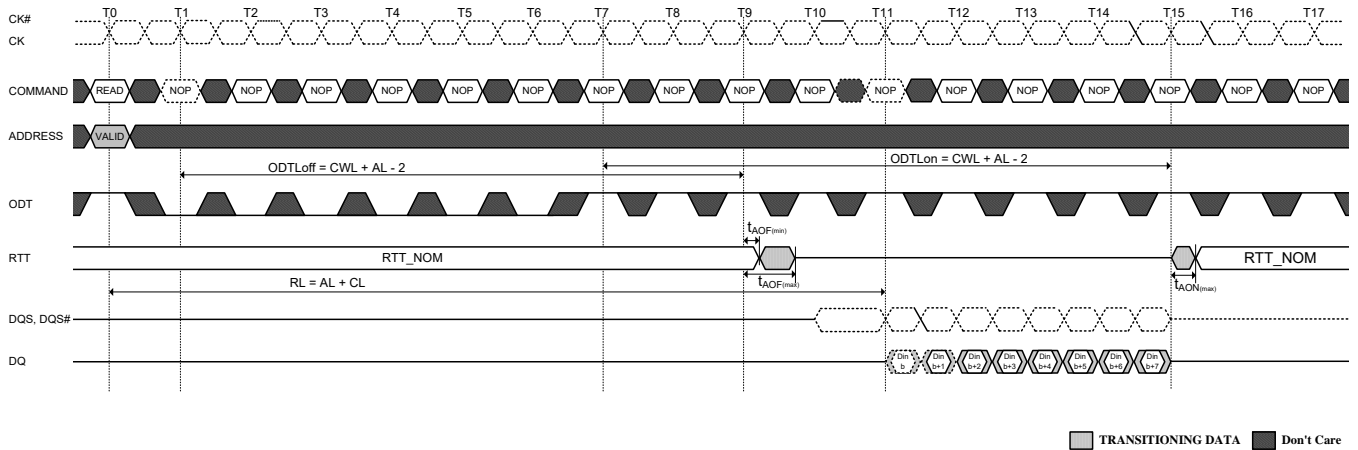 CK#
CK
T0 T1 T2 T3 T4 T5 T6 T7 T8 T9 T10 T11 T12 T13 T14 T15 T16 T17
COMMAND READ NOP NOP NOP NOP NOP NOP NOP NOP NOP NOP NOP NOP NOP NOP NOP NOP NOP
ADDRESS VALID
ODTLoff = CWL + AL - 2
ODTLon = CWL + AL - 2
ODT
tAOF(min)
RTT RTT_NOM RTT_NOM
RL = AL + CL
tAOF(max)
tAON(max)
DQS, DQS#
DQ
Din b
Din b+1
Din b+2
Din b+3
Din b+4
Din b+5
Din b+6
Din b+7
TRANSITIONING DATA
Don't Care